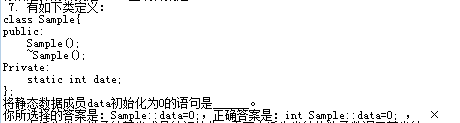 7. 有如下类定义:
class Sample{
public:
Sample();
~Sample();
Private:
static int date;
};
将静态数据成员data初始化为0的语句是______。
你所选择的答案是: Sample::data=0;, 正确答案是: int Sample::data=0; , ×